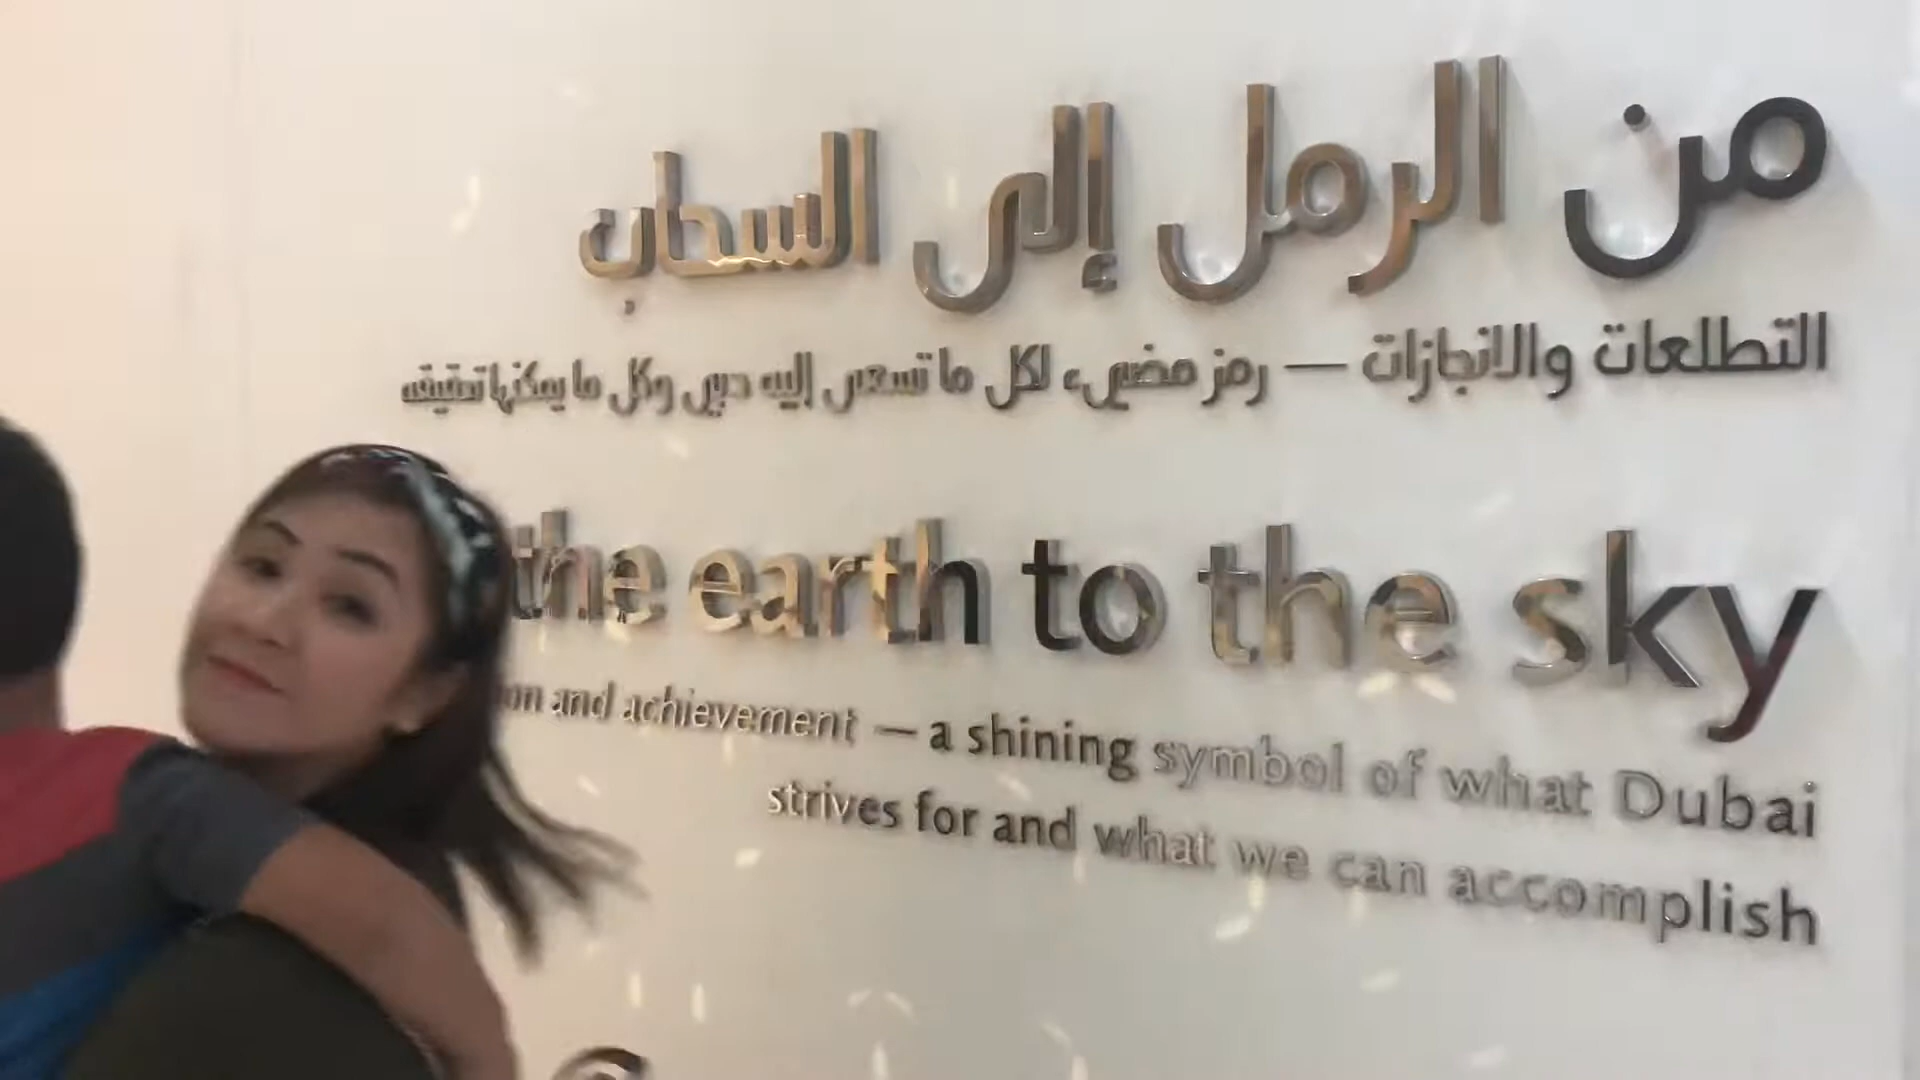 من الرمل إلى السحاب
التطلعات والانجازات — رمز مضيء لكل ما تسعى إليه دبي وكل ما يمكنها تحقيقه
the earth to the sky
and achievement — a shining symbol of what Dubai
strives for and what we can accomplish